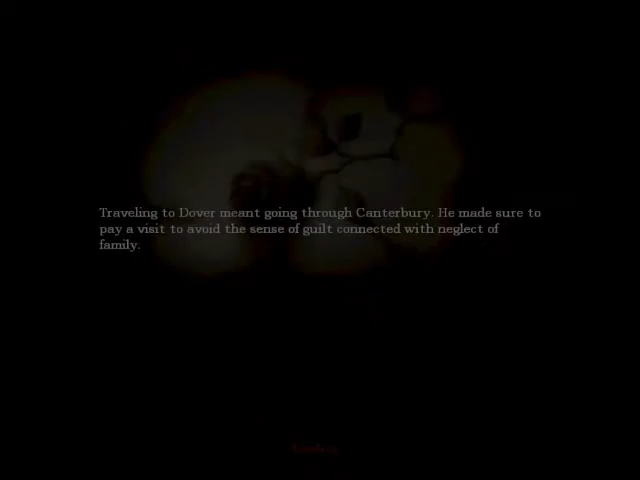 Traveling to Dover meant going through Canterbury. He made sure to
pay a visit to avoid the sense of guilt connected with neglect of
family.